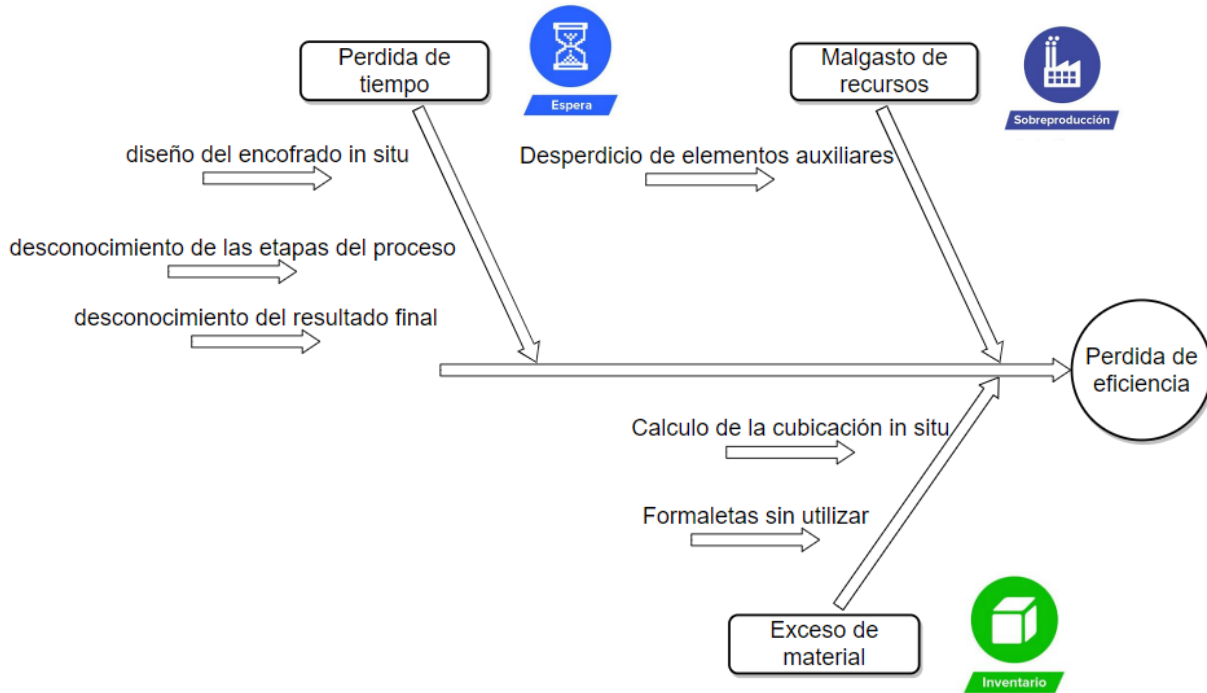 Perdida de
tiempo
Espera
Malgasto de
recursos
Sobreproducción
diseño del encofrado in situ
Desperdicio de elementos auxiliares
desconocimiento de las etapas del proceso
desconocimiento del resultado final
Perdida de
eficiencia
Calculo de la cubicación in situ
Formaletas sin utilizar
Exceso de
material
Inventario